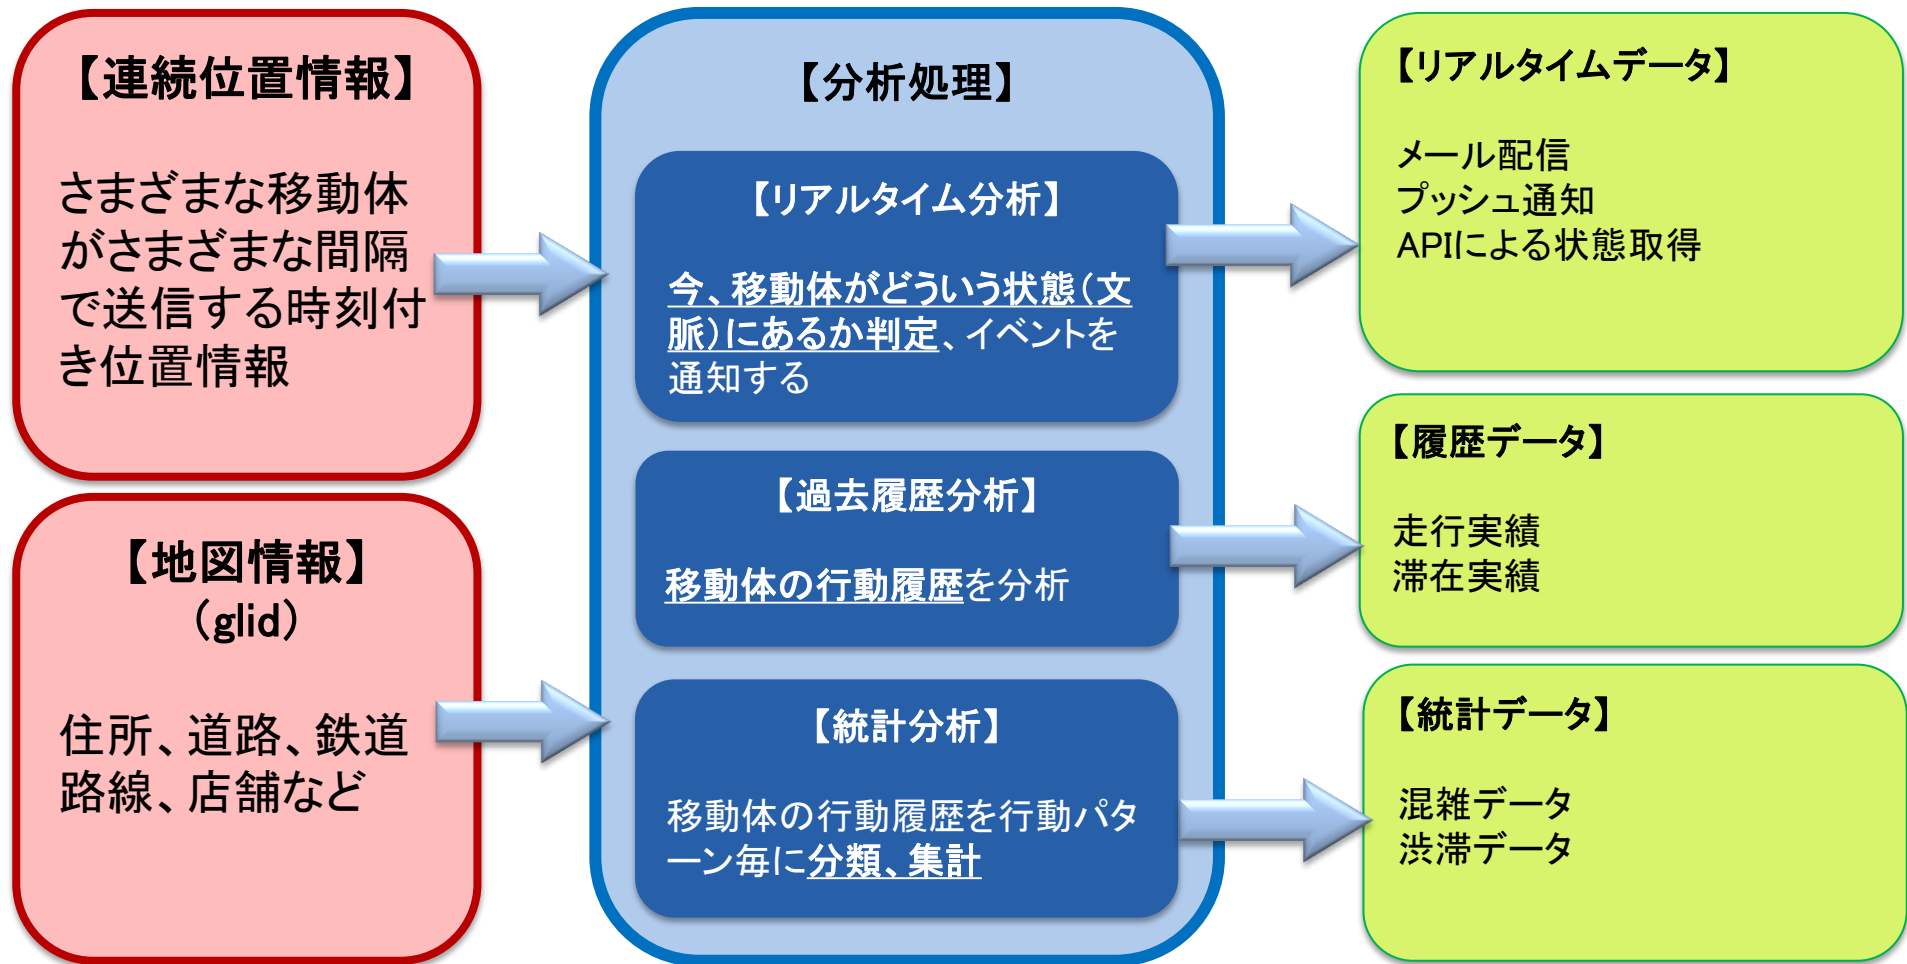 【連続位置情報】
さまざまな移動体
がさまざまな間隔
で送信する時刻付
き位置情報
【地図情報】
（glid）
住所、道路、鉄道
路線、店舗など
【分析処理】
【リアルタイム分析】
今、移動体がどういう状態（文
脈）にあるか判定、イベントを
通知する
【過去履歴分析】
移動体の行動履歴を分析
【統計分析】
移動体の行動履歴を行動パタ
ーン毎に分類、集計
【リアルタイムデータ】
メール配信
プッシュ通知
APIによる状態取得
【履歴データ】
走行実績
滞在実績
【統計データ】
混雑データ
渋滞データ